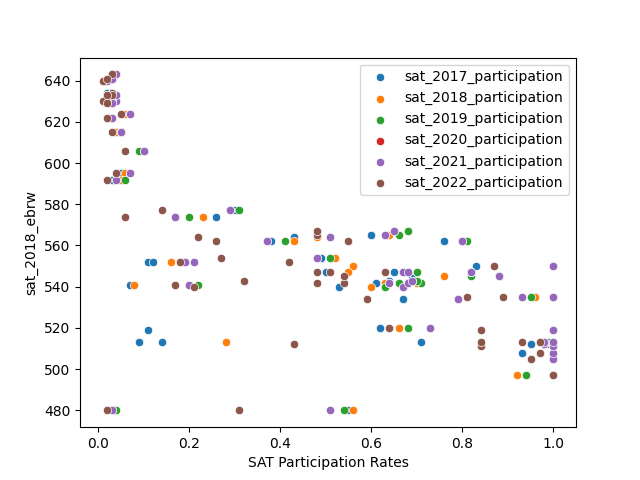 sat_2017_participation
sat_2018_participation
sat_2019_participation
sat_2020_participation
sat_2021_participation
sat_2022_participation
640
620
600
580
560
540
520
500
480
sat_2018_ebrw
0.0 0.2 0.4 0.6 0.8 1.0
SAT Participation Rates